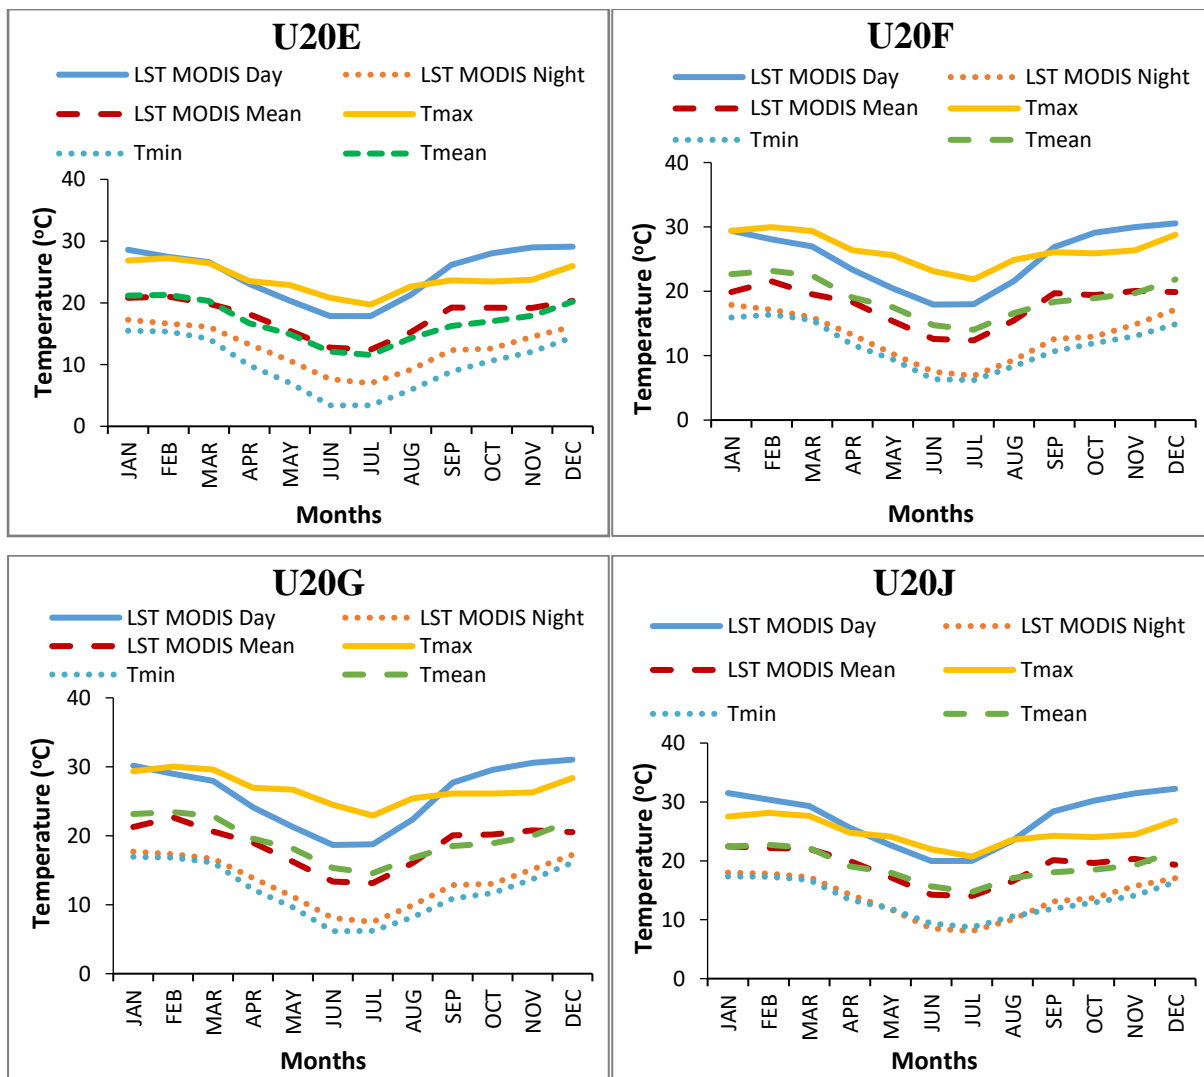 U20E
LST MODIS Day
LST MODIS Night
LST MODIS Mean
Tmax
Tmin
Tmean
Temperature (ºC)
40
30
20
10
0
JAN
FEB
MAR
APR
MAY
JUN
JUL
AUG
SEP
OCT
NOV
DEC
Months
U20F
LST MODIS Day
LST MODIS Night
LST MODIS Mean
Tmax
Tmin
Tmean
Temperature (ºC)
40
30
20
10
0
JAN
FEB
MAR
APR
MAY
JUN
JUL
AUG
SEP
OCT
NOV
DEC
Months
U20G
LST MODIS Day
LST MODIS Night
LST MODIS Mean
Tmax
Tmin
Tmean
Temperature (ºC)
40
30
20
10
0
JAN
FEB
MAR
APR
MAY
JUN
JUL
AUG
SEP
OCT
NOV
DEC
Months
U20J
LST MODIS Day
LST MODIS Night
LST MODIS Mean
Tmax
Tmin
Tmean
Temperature (ºC)
40
30
20
10
0
JAN
FEB
MAR
APR
MAY
JUN
JUL
AUG
SEP
OCT
NOV
DEC
Months